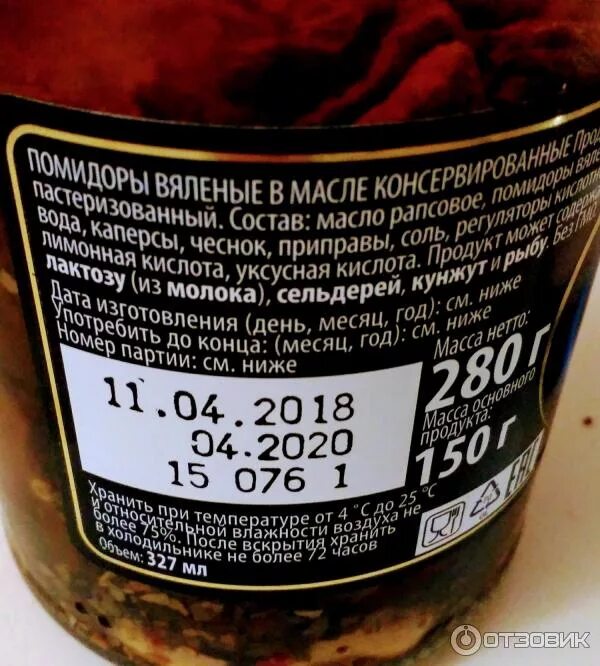 ПОМИДОРЫ ВЯЛЕНЫЕ В МАСЛЕ КОНСЕРВИРОВАННЫЕ
пастеризованный. Состав: масло рапсовое, помидоры
вода, каперсы, чеснок, приправы, соль, регуляторы
лимонная кислота, уксусная кислота. Продукт может
лактозу (из молока), сельдерей, кунжут и рыбу. Без ГМО
Дата изготовления (день, месяц, год): см. ниже
Употребить до конца: (месяц, год): см. ниже
Номер партии: см. ниже
11.04.2018
04.2020
15 076 1
Масса нетто:
280 г
Масса основного
продукта:
150 г
Хранить при температуре от 4 °C до 25 °C
и относительной влажности воздуха не
более 75%. После вскрытия хранить
в холодильнике не более 72 часов
Объем: 327 мл
EAC
ОТЗОВИК